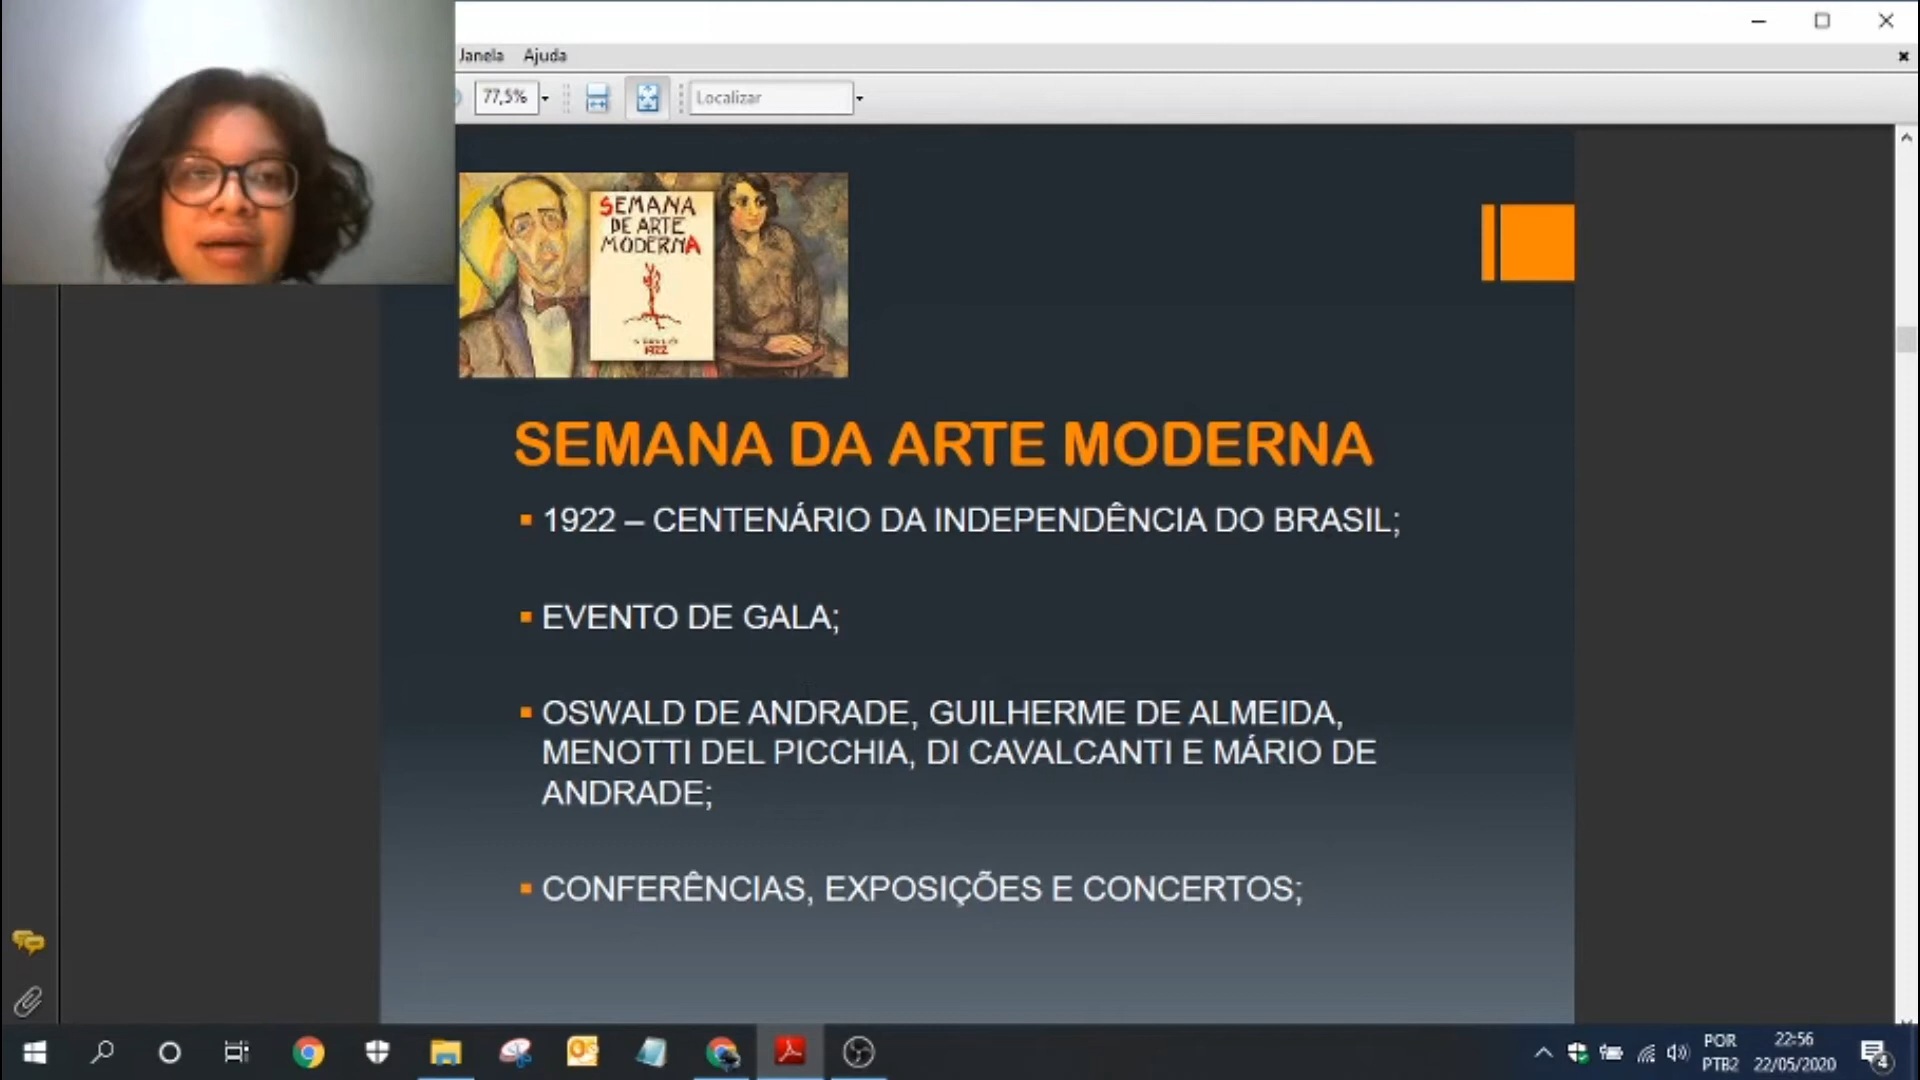 Janela Ajuda
77,5%
Localizar
SEMANA
DE ARTE
MODERNA
1922
SEMANA DA ARTE MODERNA
1922 – CENTENÁRIO DA INDEPENDÊNCIA DO BRASIL;
EVENTO DE GALA;
OSWALD DE ANDRADE, GUILHERME DE ALMEIDA,
MENOTTI DEL PICCHIA, DI CAVALCANTI E MÁRIO DE
ANDRADE;
CONFERÊNCIAS, EXPOSIÇÕES E CONCERTOS;
POR
PTB2
22:56
22/05/2020
4